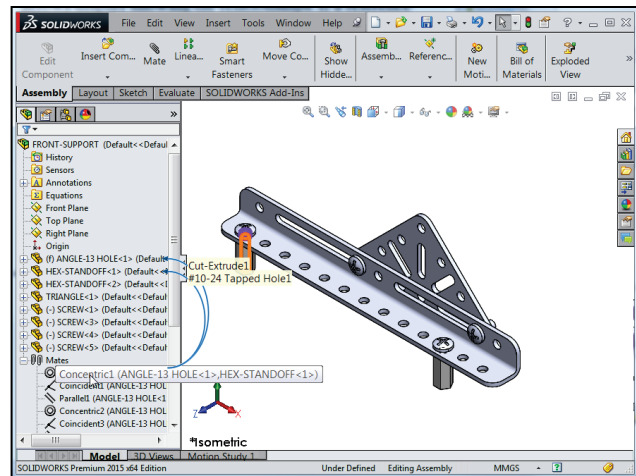 SOLIDWORKS File Edit View Insert Tools Window Help
Edit Component Insert Com... Mate Linea... Smart Fasteners Move Co... Show Hidde... Assemb... Referenc... New Moti... Bill of Materials Exploded View
Assembly Layout Sketch Evaluate SOLIDWORKS Add-Ins
FRONT-SUPPORT (Default<<Defaul
History
Sensors
Annotations
Equations
Front Plane
Top Plane
Right Plane
Origin
(f) ANGLE-13 HOLE<1> (Default
HEX-STANDOFF<1> (Default<<
HEX-STANDOFF<2> (Default<<
TRIANGLE<1> (Default<<Defaul
(-) SCREW<1> (Default<<Defaul
(-) SCREW<3> (Default<<Defaul
(-) SCREW<4> (Default<<Defaul
(-) SCREW<5> (Default<<Defaul
Mates
Concentric1 (ANGLE-13 HOLE<1>,HEX-STANDOFF<1>)
Coincident1 (ANGLE-13 HOL
Parallel1 (ANGLE-13 HOLE<1
Concentric2 (ANGLE-13 HOL
Coincident3 (ANGLE-13 HOL
Cut-Extrude1
#10-24 Tapped Hole1
Z X
*Isometric
Model 3D Views Motion Study 1
SOLIDWORKS Premium 2015 x64 Edition Under Defined Editing Assembly MMGS